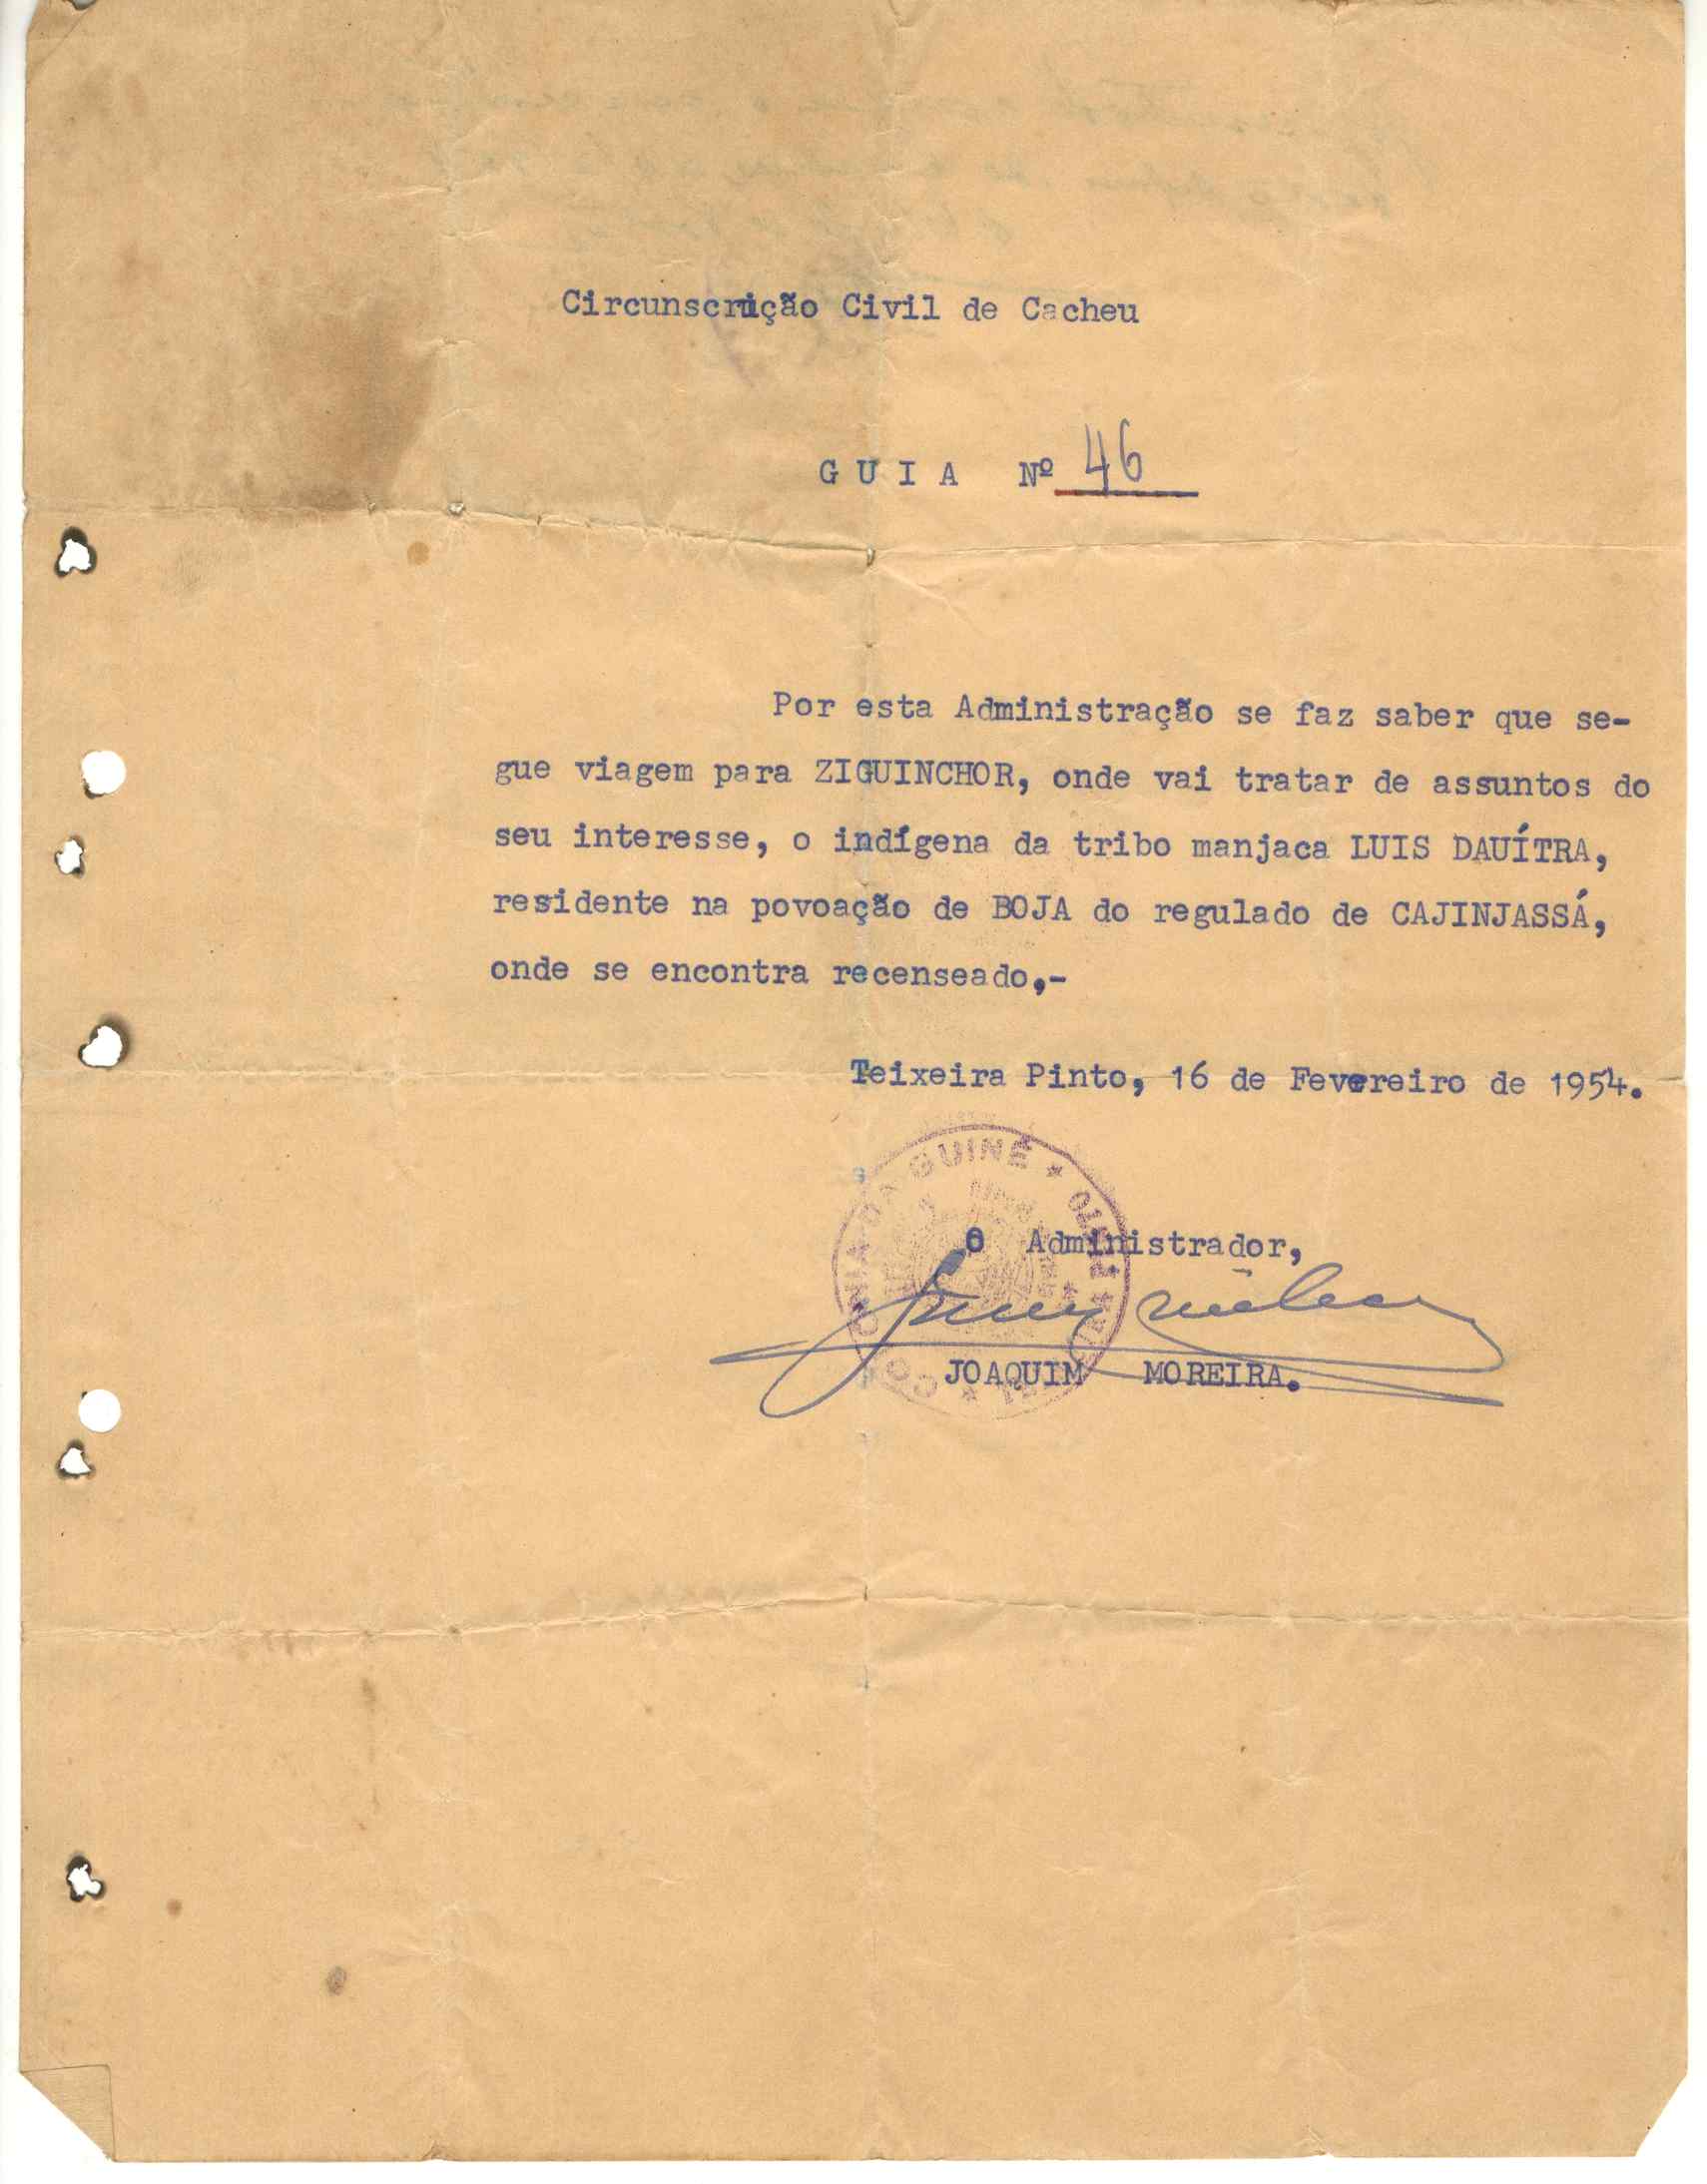 Circunscrição Civil de Cacheu
GUIA Nº 46
Por esta Administração se faz saber que se-
gue viagem para ZIGUINCHOR, onde vai tratar de assuntos do
seu interesse, o indígena da tribo manjaca LUIS DAUÍTRA,
residente na povoação de BOJA do regulado de CAJINJASSÁ,
onde se encontra recenseado,-
Teixeira Pinto, 16 de Fevereiro de 1954.
GUINÉ
O Administrador,
JOAQUIM MOREIRA.